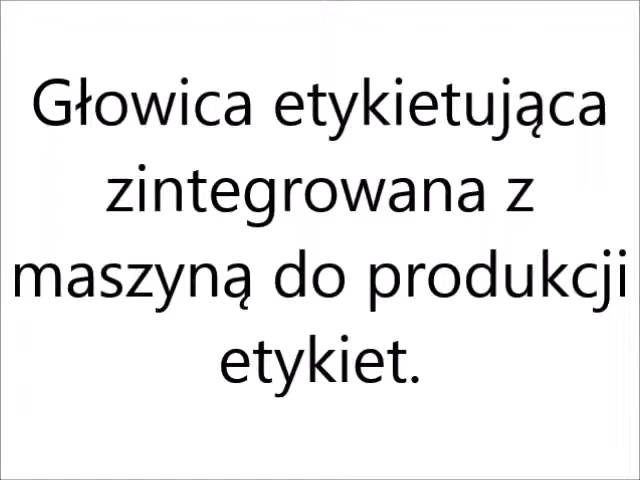 Głowica etykietująca
zintegrowana z
maszyną do produkcji
etykiet.